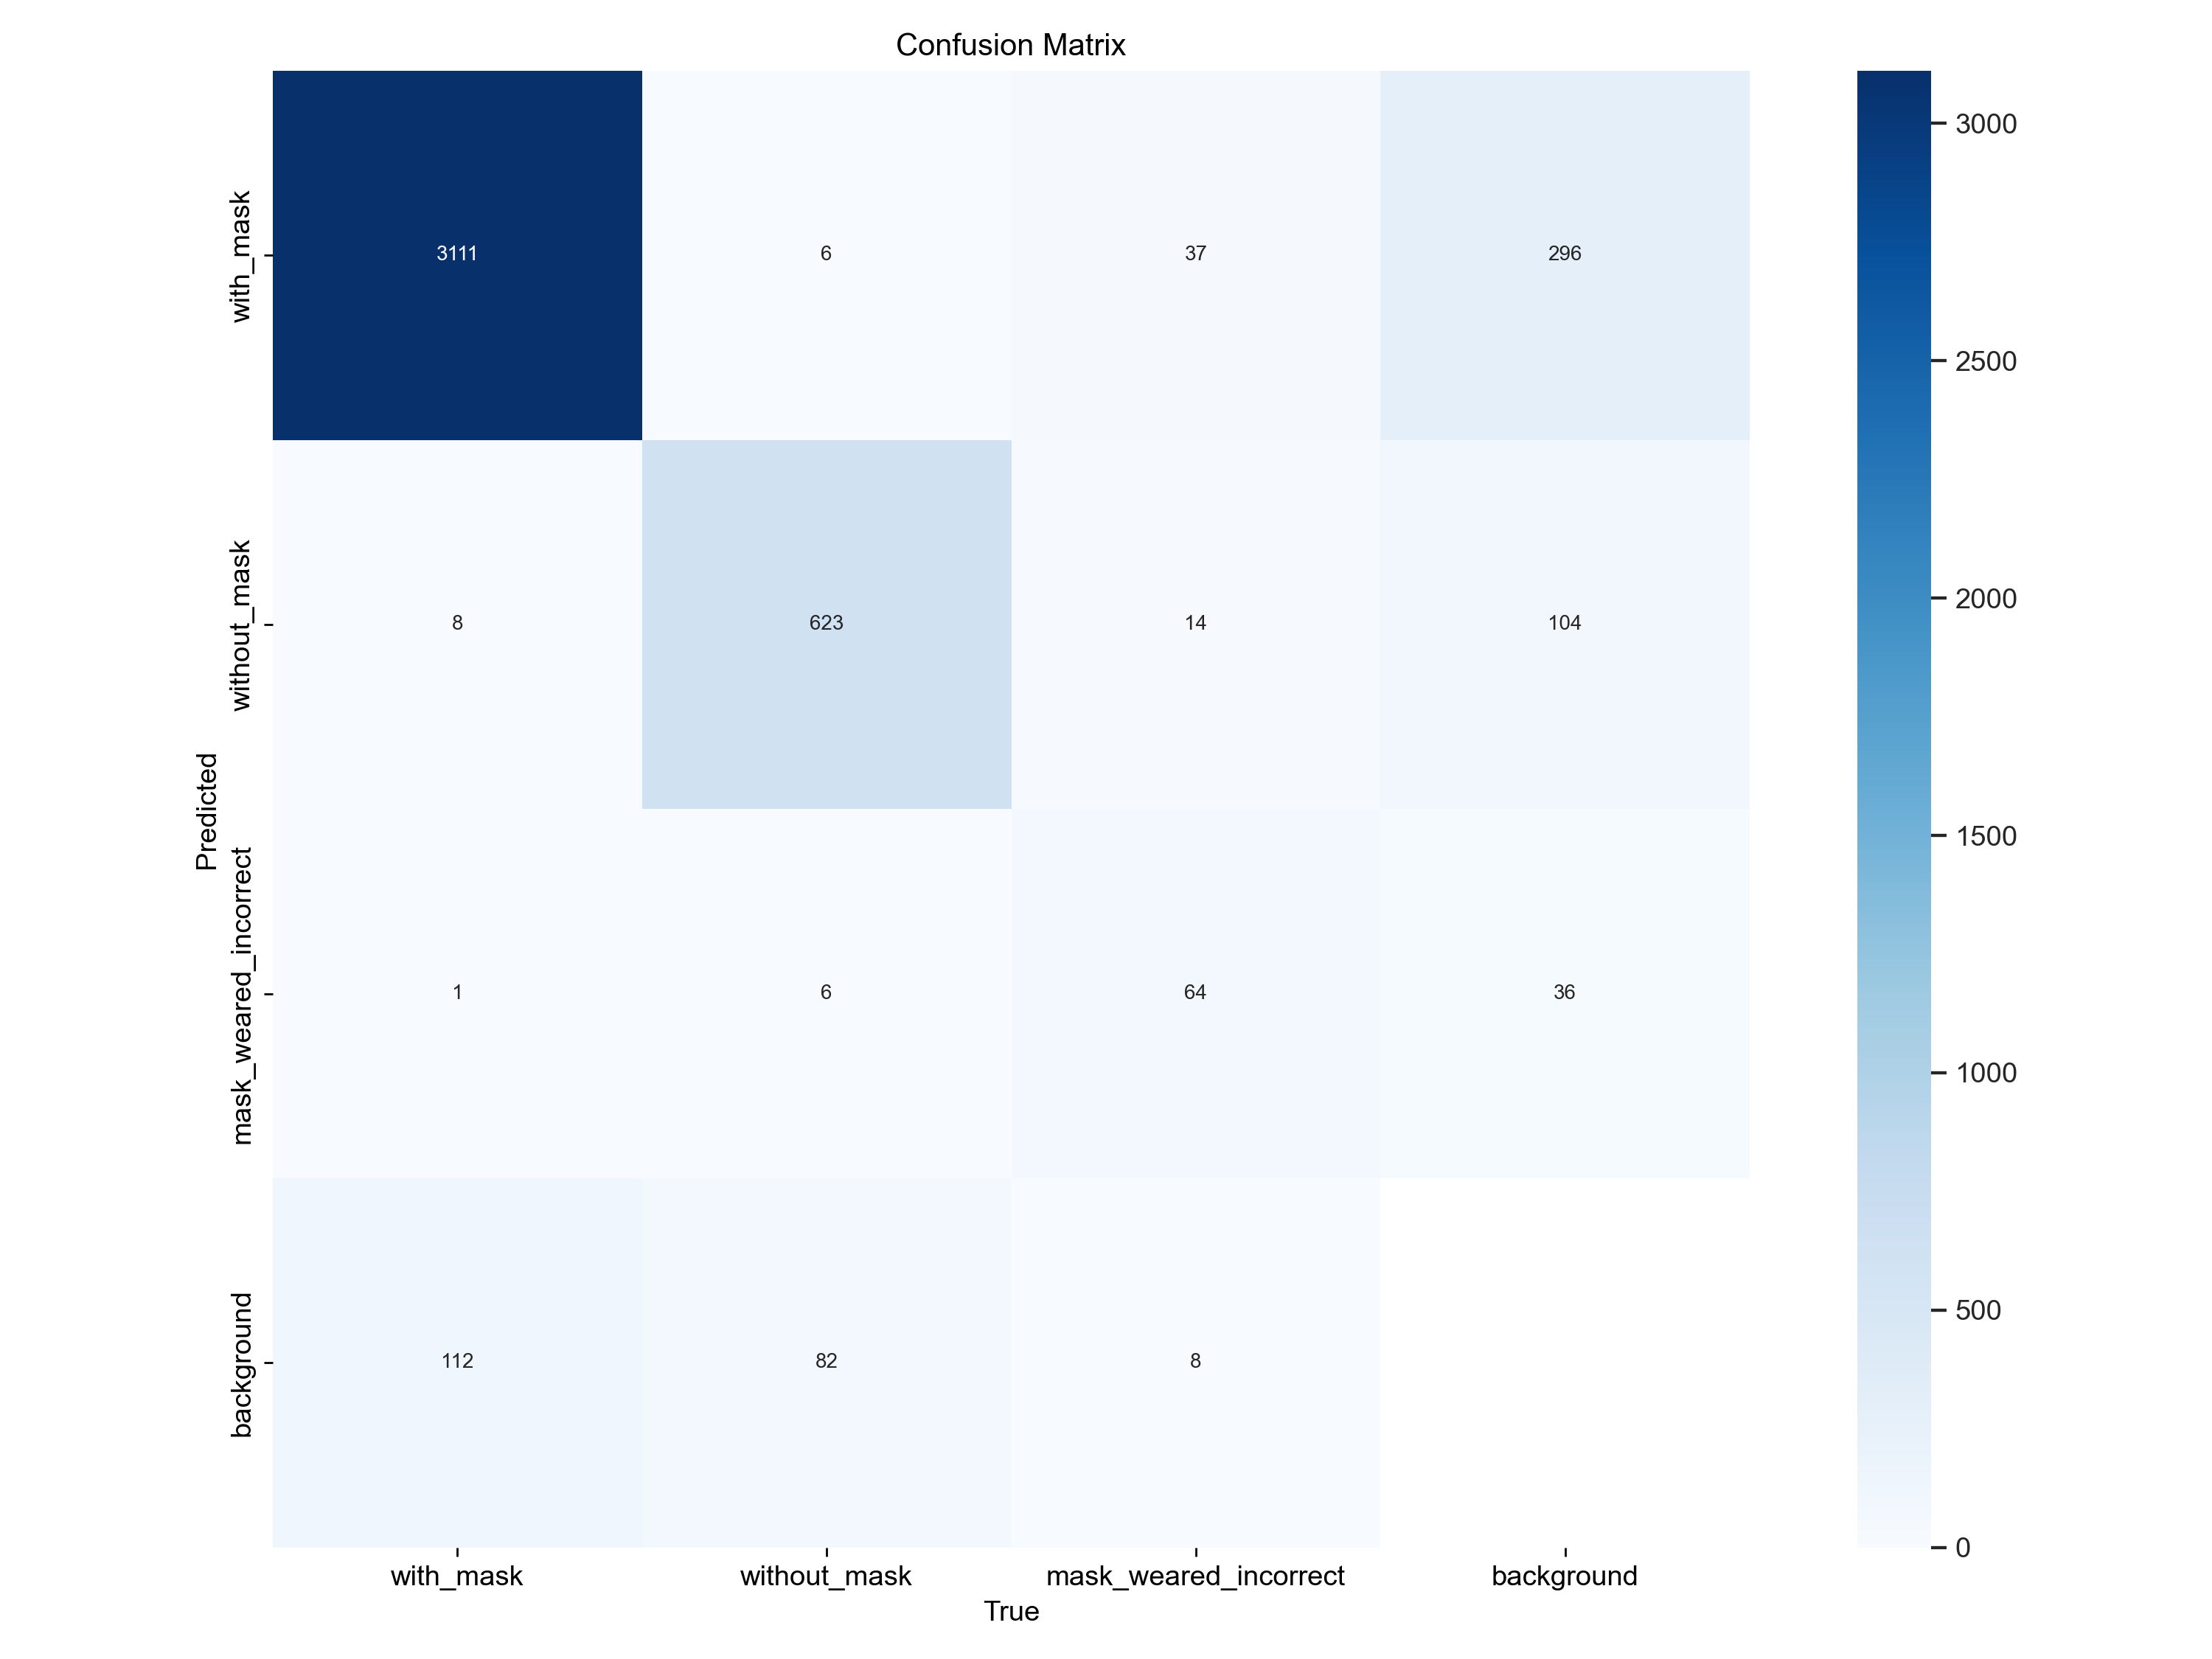 Confusion Matrix
with_mask
3111
6
37
296
3000
2500
without_mask
8
623
14
104
2000
Predicted
1500
mask_weared_incorrect
1
6
64
36
1000
background
112
82
8
500
0
with_mask
without_mask
mask_weared_incorrect
background
True